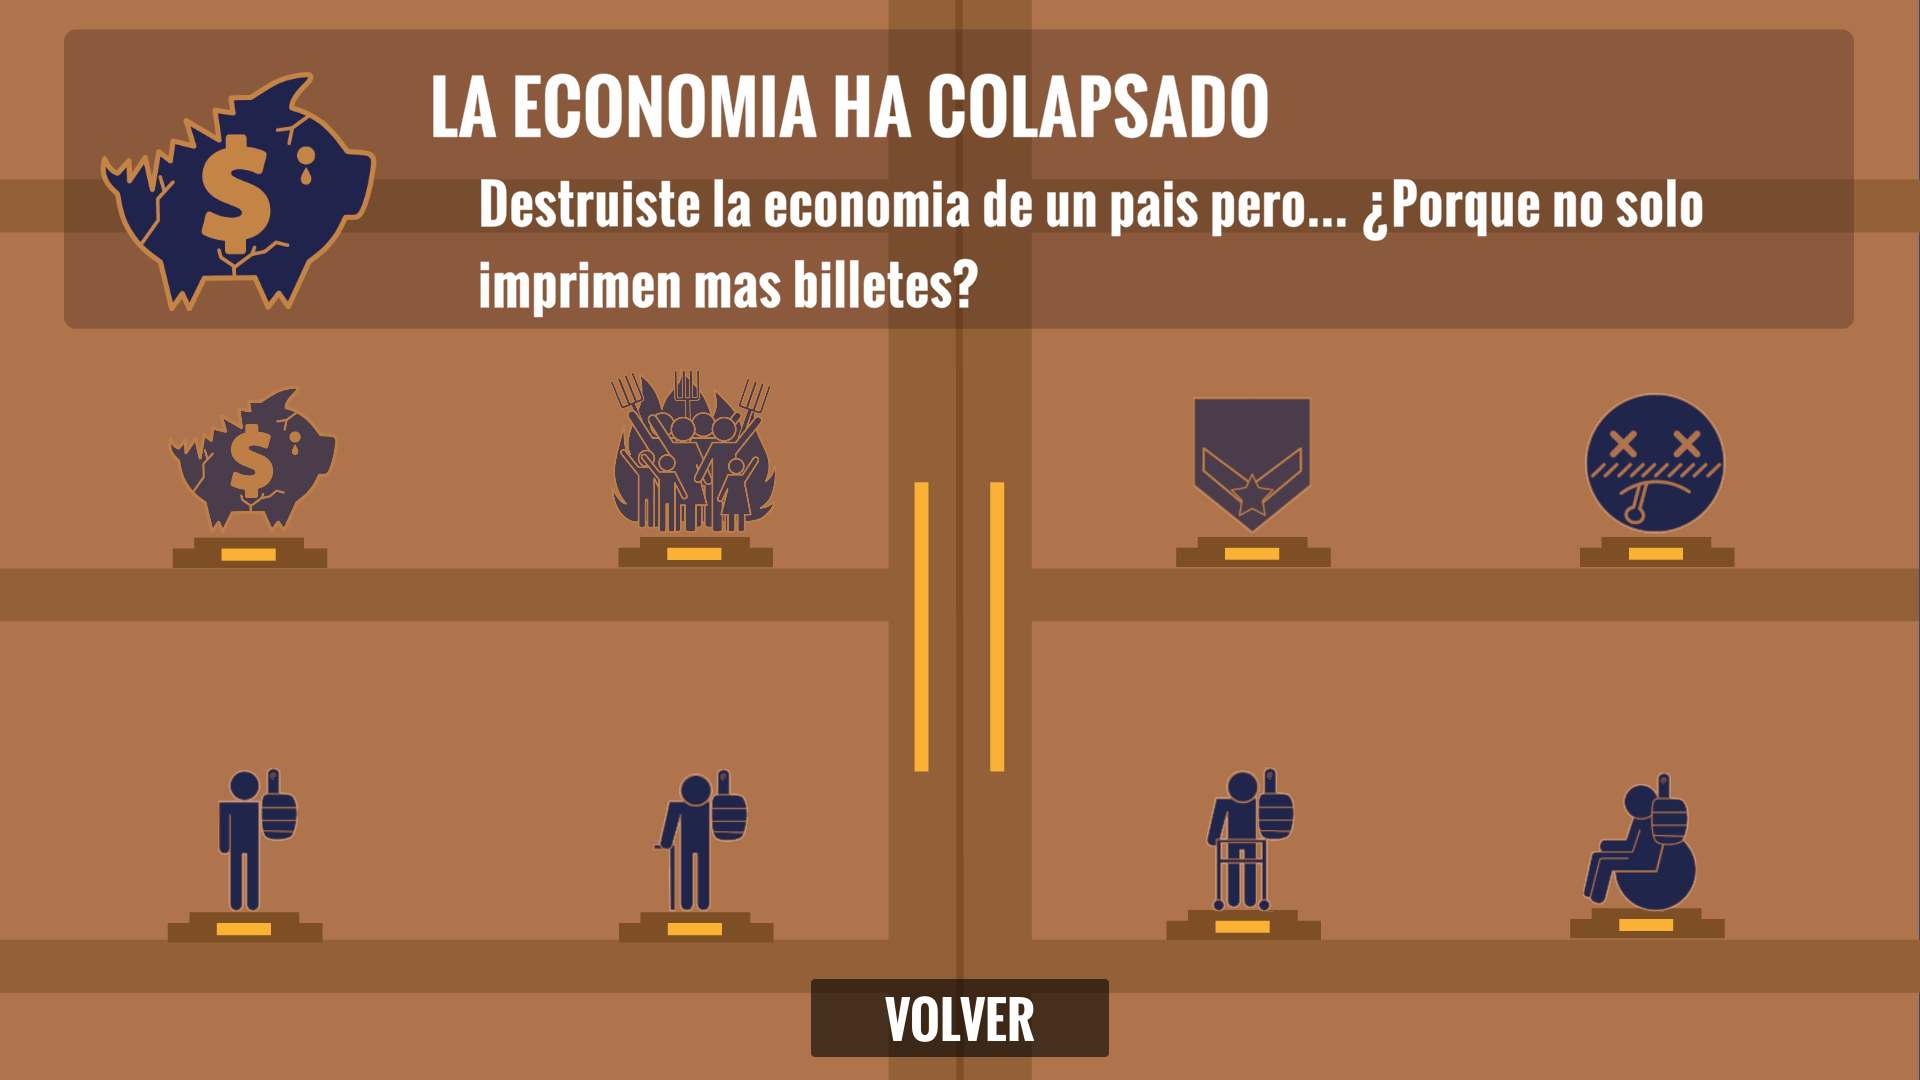 LA ECONOMIA HA COLAPSADO
Destruiste la economia de un pais pero... ¿Porque no solo
imprimen mas billetes?
$
$
VOLVER